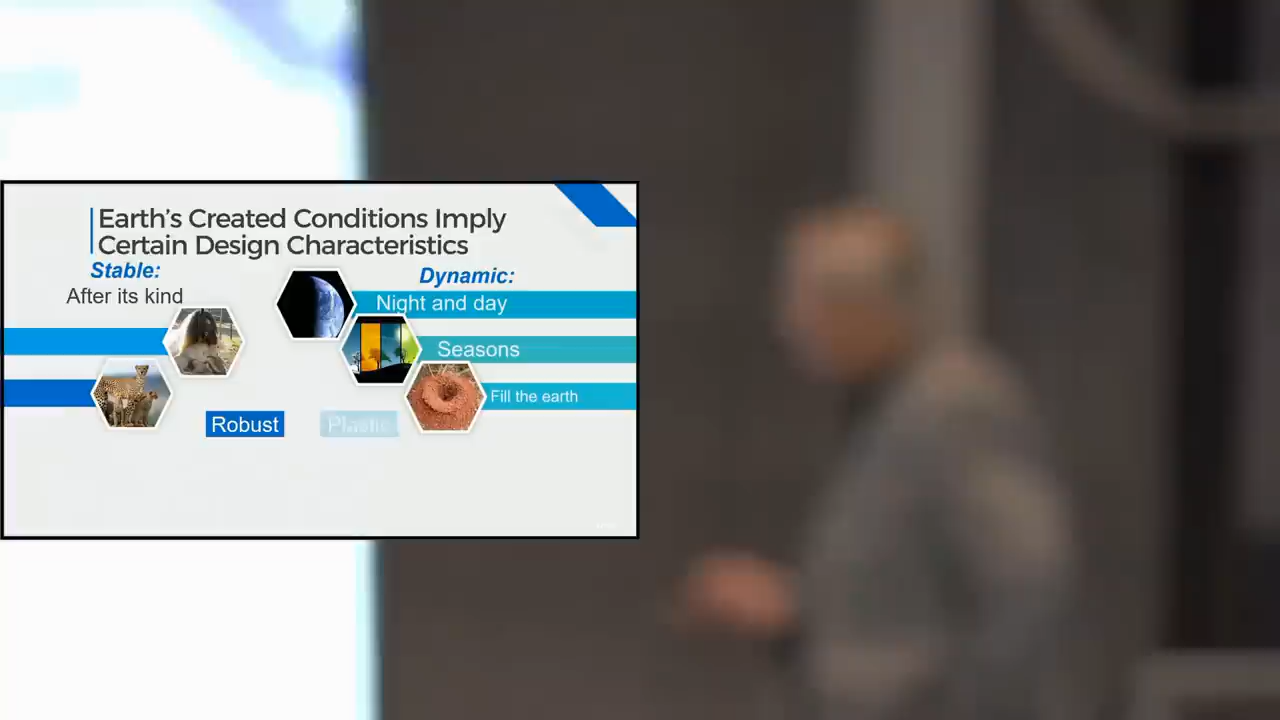 Earth's Created Conditions Imply
Certain Design Characteristics
Stable:
After its kind
Dynamic:
Night and day
Seasons
Fill the earth
Robust
Plastic